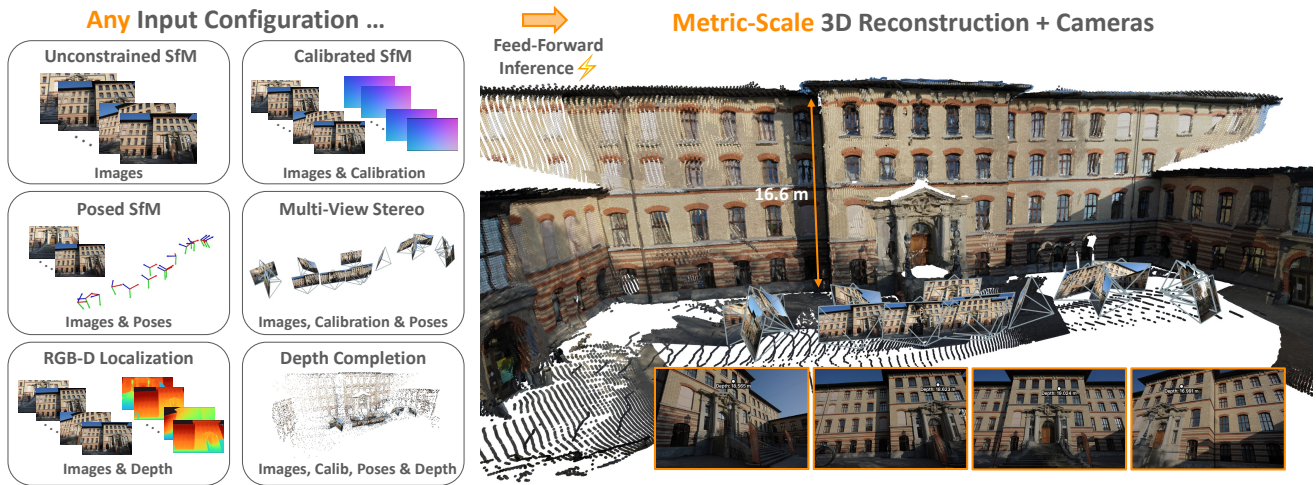 Any Input Configuration ...
Unconstrained SfM
Images
Calibrated SfM
Images & Calibration
Posed SfM
Images & Poses
Multi-View Stereo
Images, Calibration & Poses
RGB-D Localization
Images & Depth
Depth Completion
Images, Calib, Poses & Depth
Feed-Forward
Inference
Metric-Scale 3D Reconstruction + Cameras
16.6 m